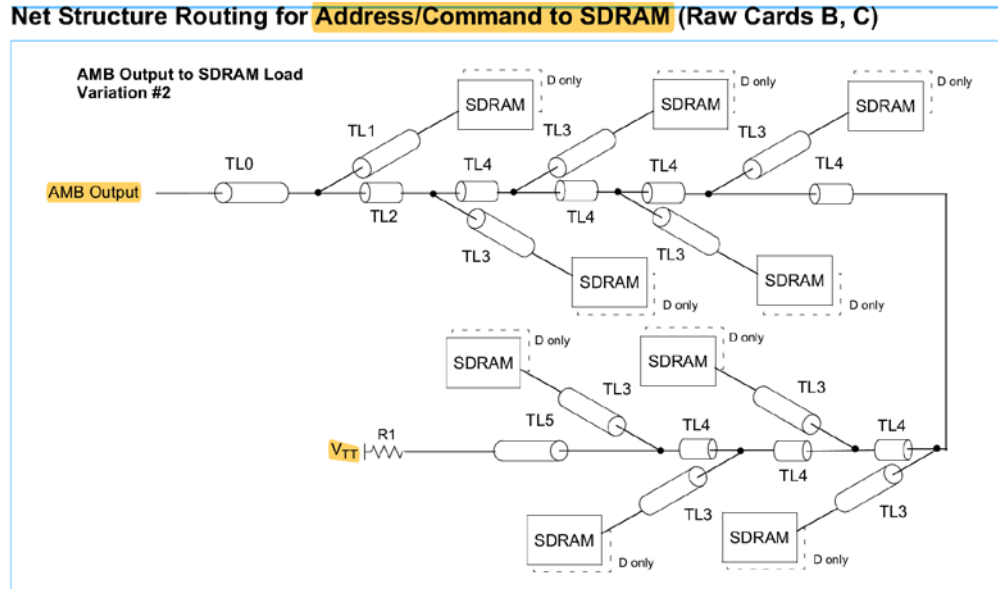 Net Structure Routing for Address/Command to SDRAM (Raw Cards B, C)
AMB Output to SDRAM Load
Variation #2
D only
D only
D only
SDRAM
SDRAM
SDRAM
TL1
TL3
TL3
TL0
TL4
TL4
TL4
AMB Output
TL2
TL4
TL3
TL3
SDRAM
SDRAM
D only
D only
D only
D only
SDRAM
SDRAM
TL3
TL3
TL5
TL4
TL4
R1
VTT
TL4
TL3
TL3
SDRAM
SDRAM
D only
D only